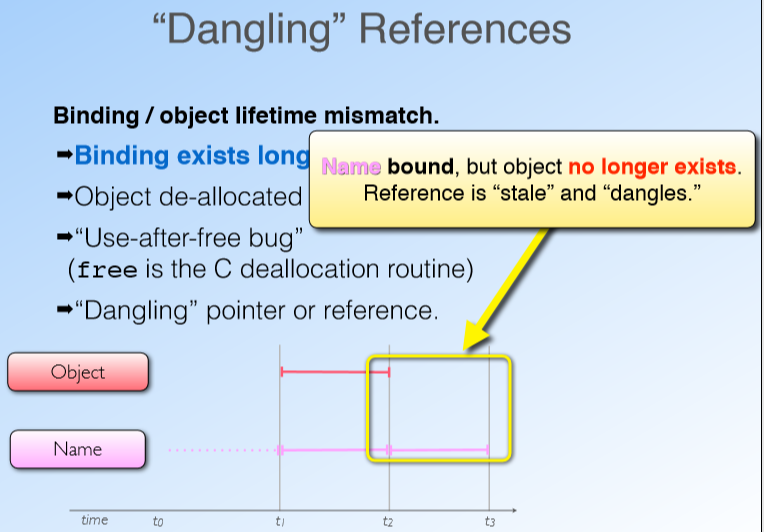 “Dangling” References
Binding / object lifetime mismatch.
➡Binding exists long
Name bound, but object no longer exists.
Reference is “stale” and “dangles.”
➡Object de-allocated
➡“Use-after-free bug”
(free is the C deallocation routine)
➡“Dangling” pointer or reference.
Object
Name
time t0 t1 t2 t3